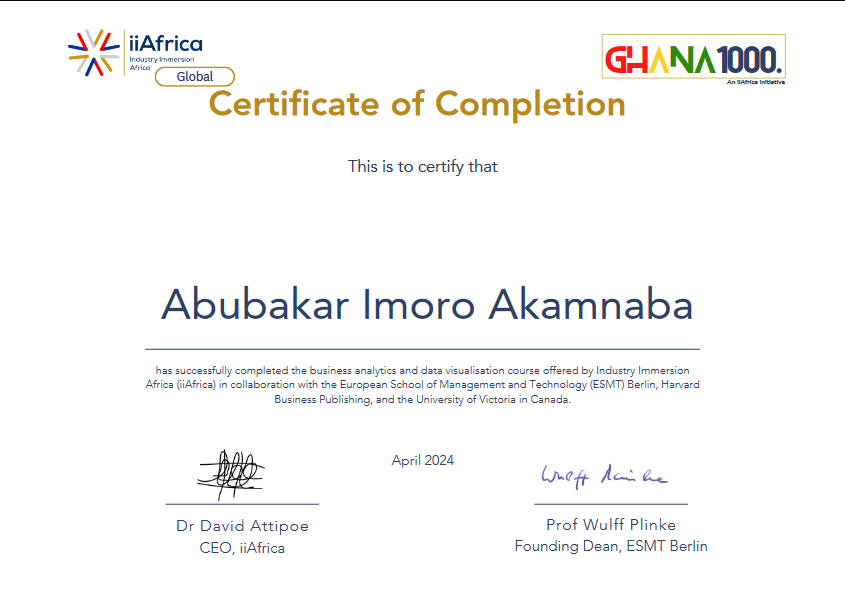 iiAfrica
Industry Immersion
Africa
Global
GHANA1000.
An iiAfrica Initiative
Certificate of Completion
This is to certify that
Abubakar Imoro Akamnaba
has successfully completed the business analytics and data visualisation course offered by Industry Immersion
Africa (iiAfrica) in collaboration with the European School of Management and Technology (ESMT) Berlin, Harvard
Business Publishing, and the University of Victoria in Canada.
April 2024
Wulff Plinke
Dr David Attipoe
CEO, iiAfrica
Prof Wulff Plinke
Founding Dean, ESMT Berlin